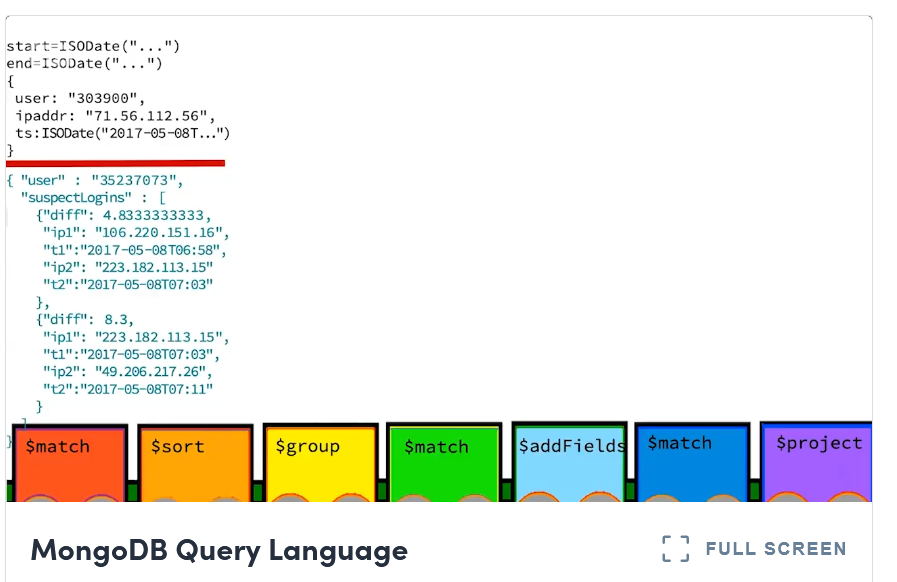 start=ISODate("...")
end=ISODate("...")
{
user: "303900",
ipaddr: "71.56.112.56",
ts:ISODate("2017-05-08T...")
}
{ "user" : "35237073",
"suspectLogins" : [
{"diff": 4.8333333333,
"ip1": "106.220.151.16",
"t1":"2017-05-08T06:58",
"ip2": "223.182.113.15"
"t2":"2017-05-08T07:03"
},
{"diff": 8.3,
"ip1": "223.182.113.15",
"t1":"2017-05-08T07:03",
"ip2": "49.206.217.26",
"t2":"2017-05-08T07:11"
}
]
}
$match $sort $group $match $addFields $match $project
MongoDB Query Language
FULL SCREEN